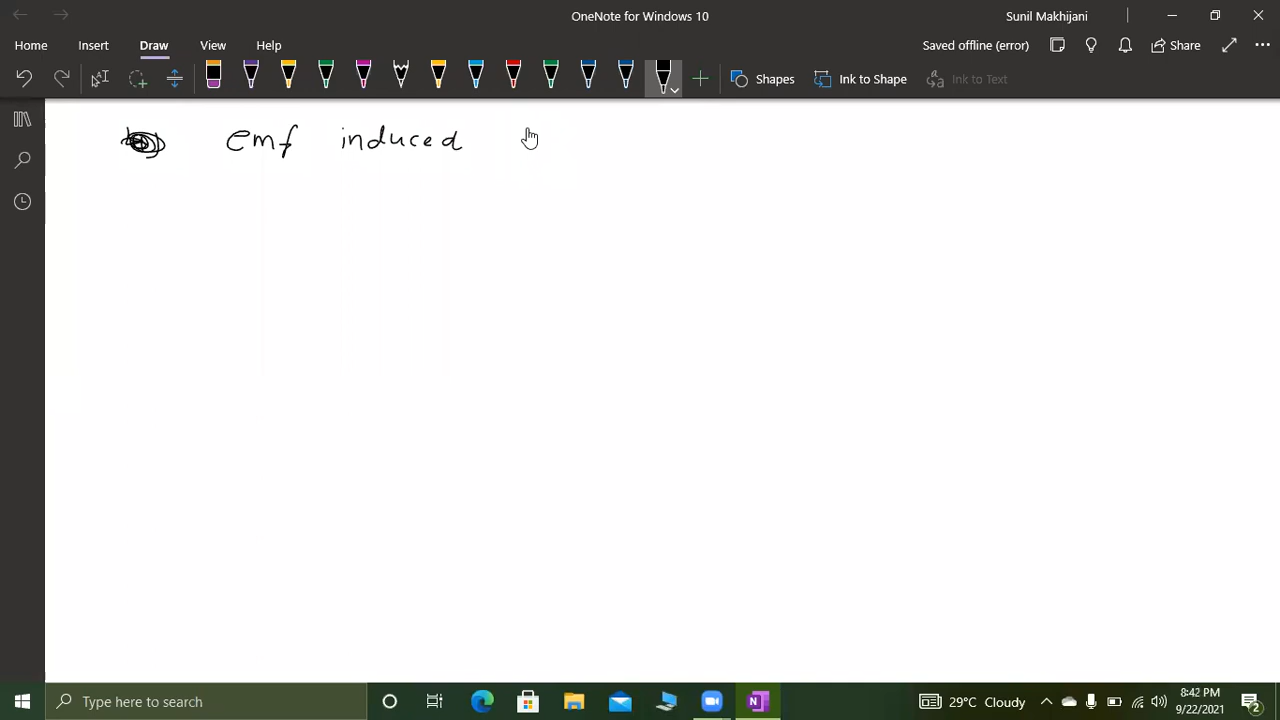 OneNote for Windows 10
Sunil Makhijani
Home Insert Draw View Help
Saved offline (error)
Share
Shapes
Ink to Shape
Ink to Text
emf induced
Type here to search
29°C Cloudy
8:42 PM
9/22/2021
2